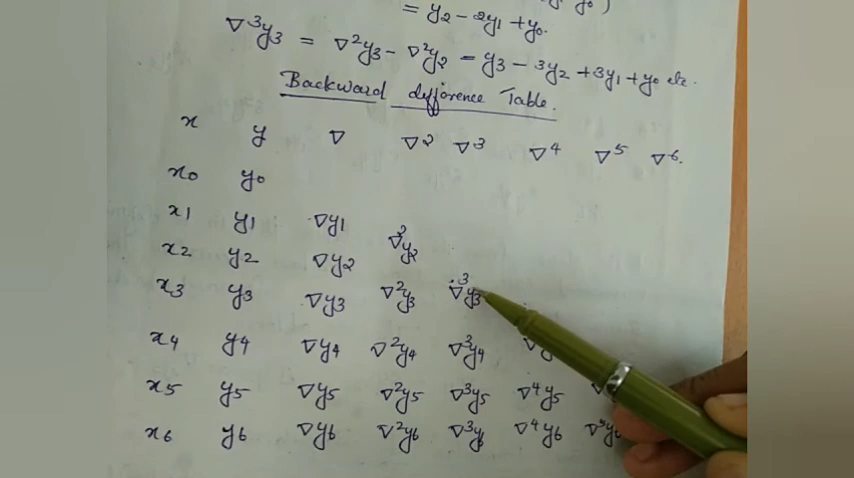 = y2 - 2y1 + y0.
∇³y3 = ∇²y3 - ∇²y2 = y3 - 3y2 + 3y1 + y0 etc.
Backward difference Table.
x y ∇ ∇2 ∇3 ∇4 ∇5 ∇6.
x0 y0
x1 y1 ∇y1
x2 y2 ∇y2 ∇²y2
x3 y3 ∇y3 ∇²y3 ∇³y3
x4 y4 ∇y4 ∇²y4 ∇³y4
x5 y5 ∇y5 ∇²y5 ∇³y5 ∇⁴y5
x6 y6 ∇y6 ∇²y6 ∇³y6 ∇⁴y6